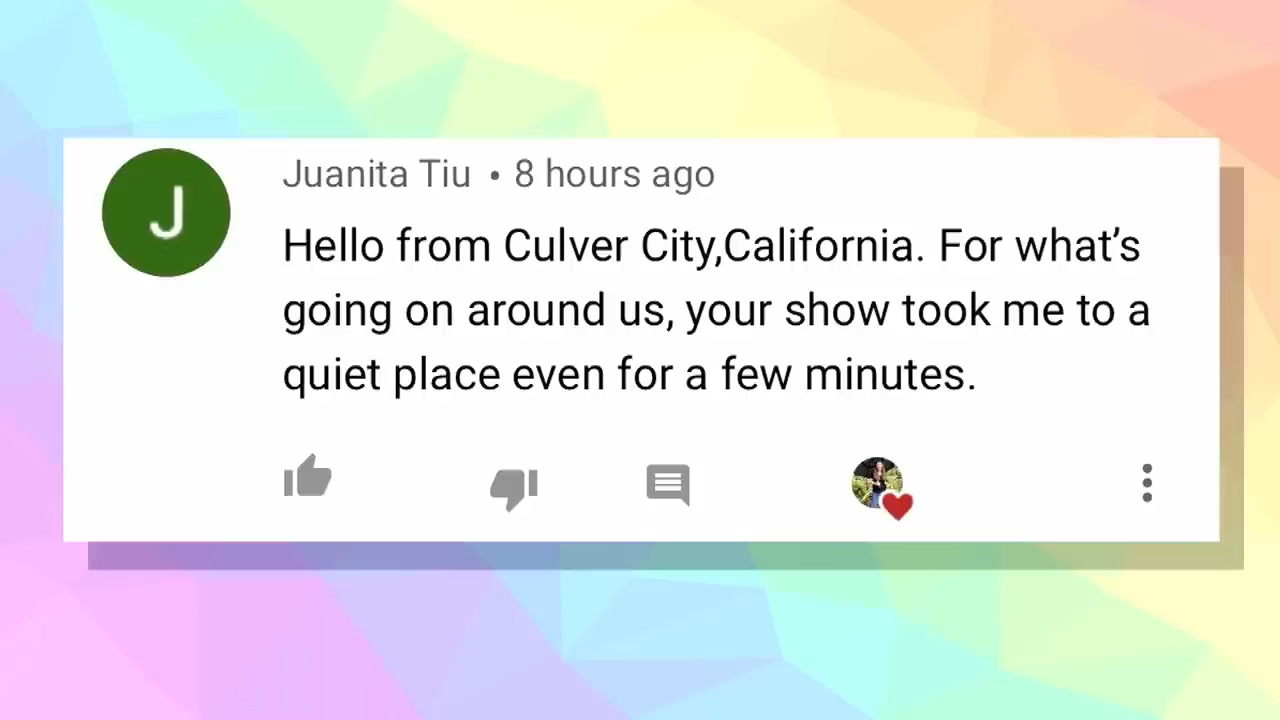 J
Juanita Tiu • 8 hours ago
Hello from Culver City,California. For what’s
going on around us, your show took me to a
quiet place even for a few minutes.